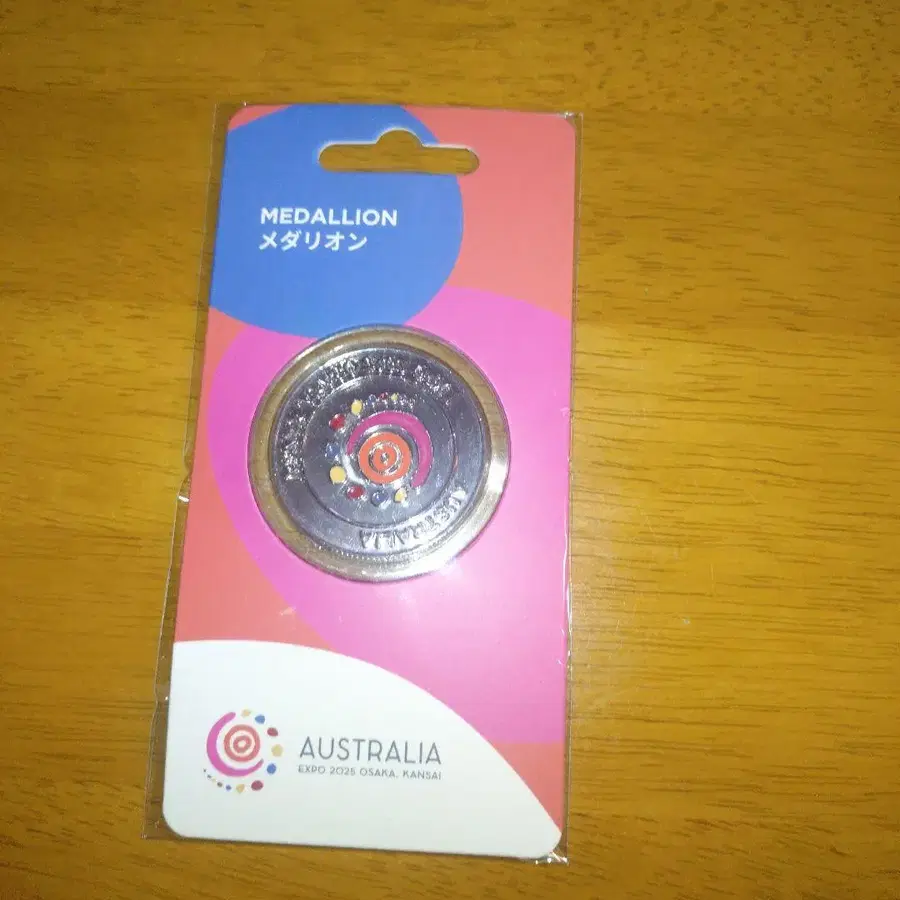 MEDALLION
メダリオン
AUSTRALIA
AUSTRALIA
EXPO 2025 OSAKA, KANSAI